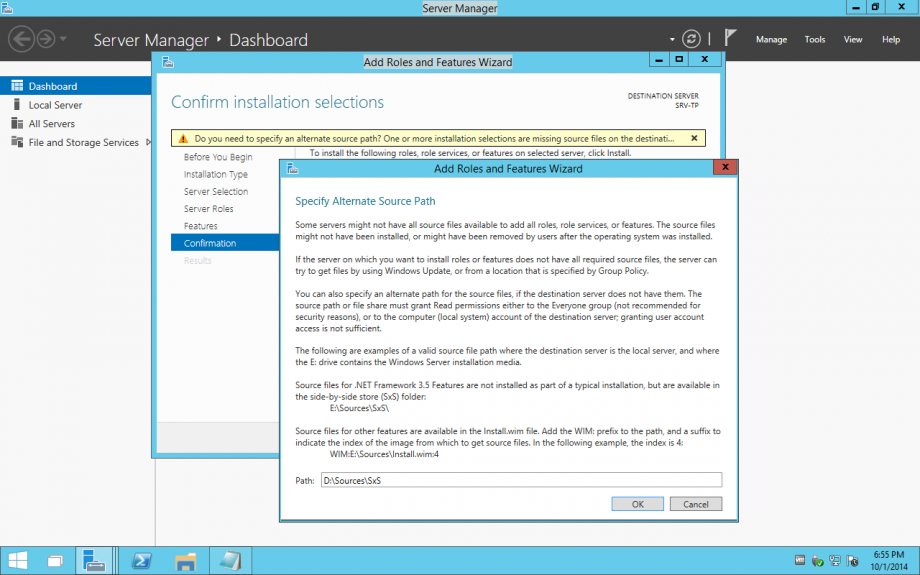 Server Manager
Server Manager ‣ Dashboard
Manage Tools View Help
Dashboard
Local Server
All Servers
File and Storage Services
Add Roles and Features Wizard
Confirm installation selections
DESTINATION SERVER
SRV-TP
Do you need to specify an alternate source path? One or more installation selections are missing source files on the destinati...
Before You Begin
Installation Type
Server Selection
Server Roles
Features
Confirmation
Results
To install the following roles, role services, or features on selected server, click Install.
Add Roles and Features Wizard
Specify Alternate Source Path
Some servers might not have all source files available to add all roles, role services, or features. The source files
might not have been installed, or might have been removed by users after the operating system was installed.
If the server on which you want to install roles or features does not have all required source files, the server can
try to get files by using Windows Update, or from a location that is specified by Group Policy.
You can also specify an alternate path for the source files, if the destination server does not have them. The
source path or file share must grant Read permissions either to the Everyone group (not recommended for
security reasons), or to the computer (local system) account of the destination server; granting user account
access is not sufficient.
The following are examples of a valid source file path where the destination server is the local server, and where
the E: drive contains the Windows Server installation media.
Source files for .NET Framework 3.5 Features are not installed as part of a typical installation, but are available in
the side-by-side store (SxS) folder:
E:\Sources\SxS\
Source files for other features are available in the Install.wim file. Add the WIM: prefix to the path, and a suffix to
indicate the index of the image from which to get source files. In the following example, the index is 4:
WIM:E:\Sources\Install.wim:4
Path: D:\Sources\SxS
OK Cancel
6:55 PM
10/1/2014